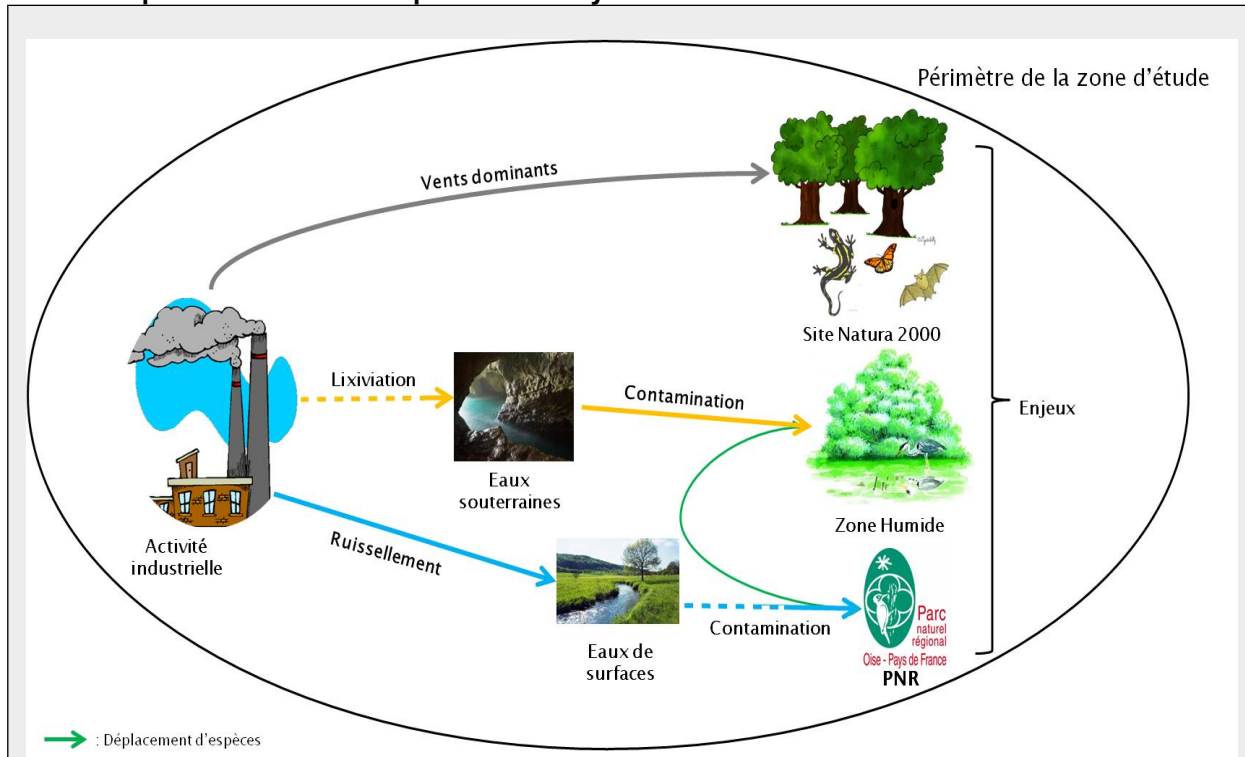 Périmètre de la zone d'étude
Vents dominants
Site Natura 2000
Lixiviation
Contamination
Enjeux
Eaux
souterraines
Zone Humide
Activité
industrielle
Ruissellement
Parc
naturel
régional
Oise - Pays de France
PNR
Contamination
Eaux de
surfaces
: Déplacement d'espèces